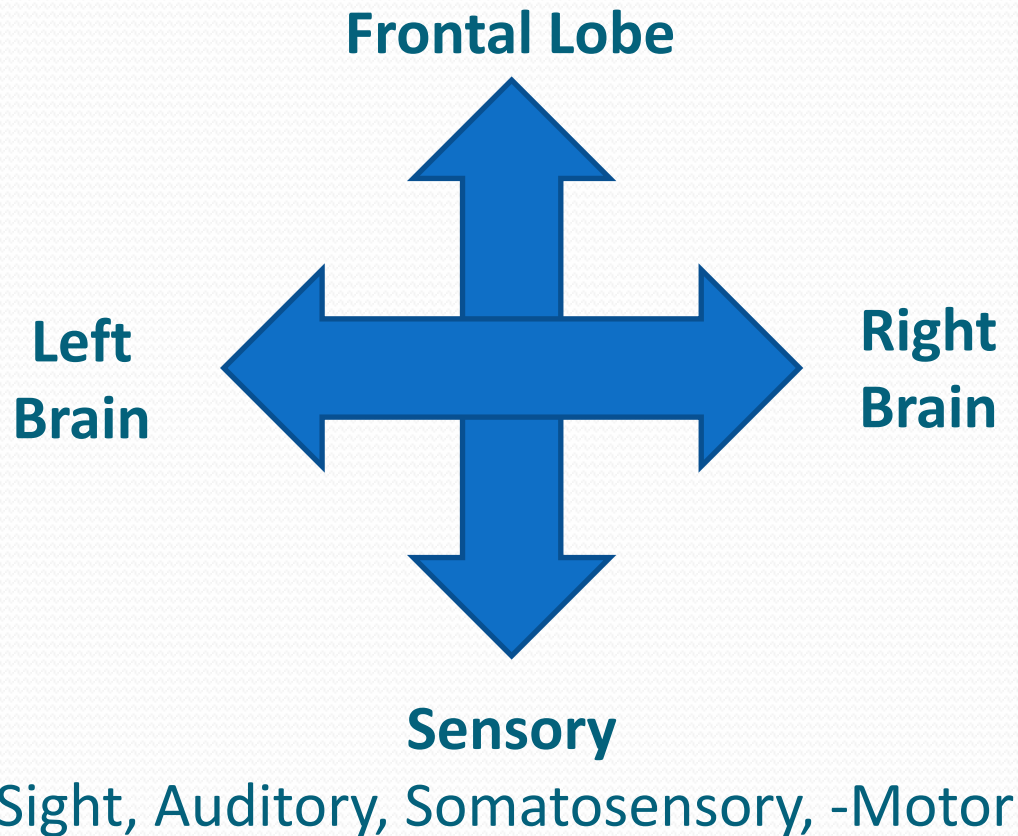 Frontal Lobe
Left
Brain
Right
Brain
Sensory
Sight, Auditory, Somatosensory, -Motor